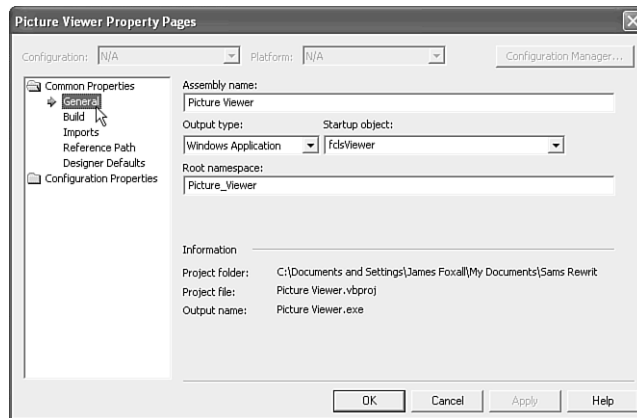 Picture Viewer Property Pages
Configuration: N/A Platform: N/A Configuration Manager...
Common Properties
General
Build
Imports
Reference Path
Designer Defaults
Configuration Properties
Assembly name:
Picture Viewer
Output type: Startup object:
Windows Application fclsViewer
Root namespace:
Picture_Viewer
Information
Project folder: C:\Documents and Settings\James Foxall\My Documents\Sams Rewrit
Project file: Picture Viewer.vbproj
Output name: Picture Viewer.exe
OK Cancel Apply Help